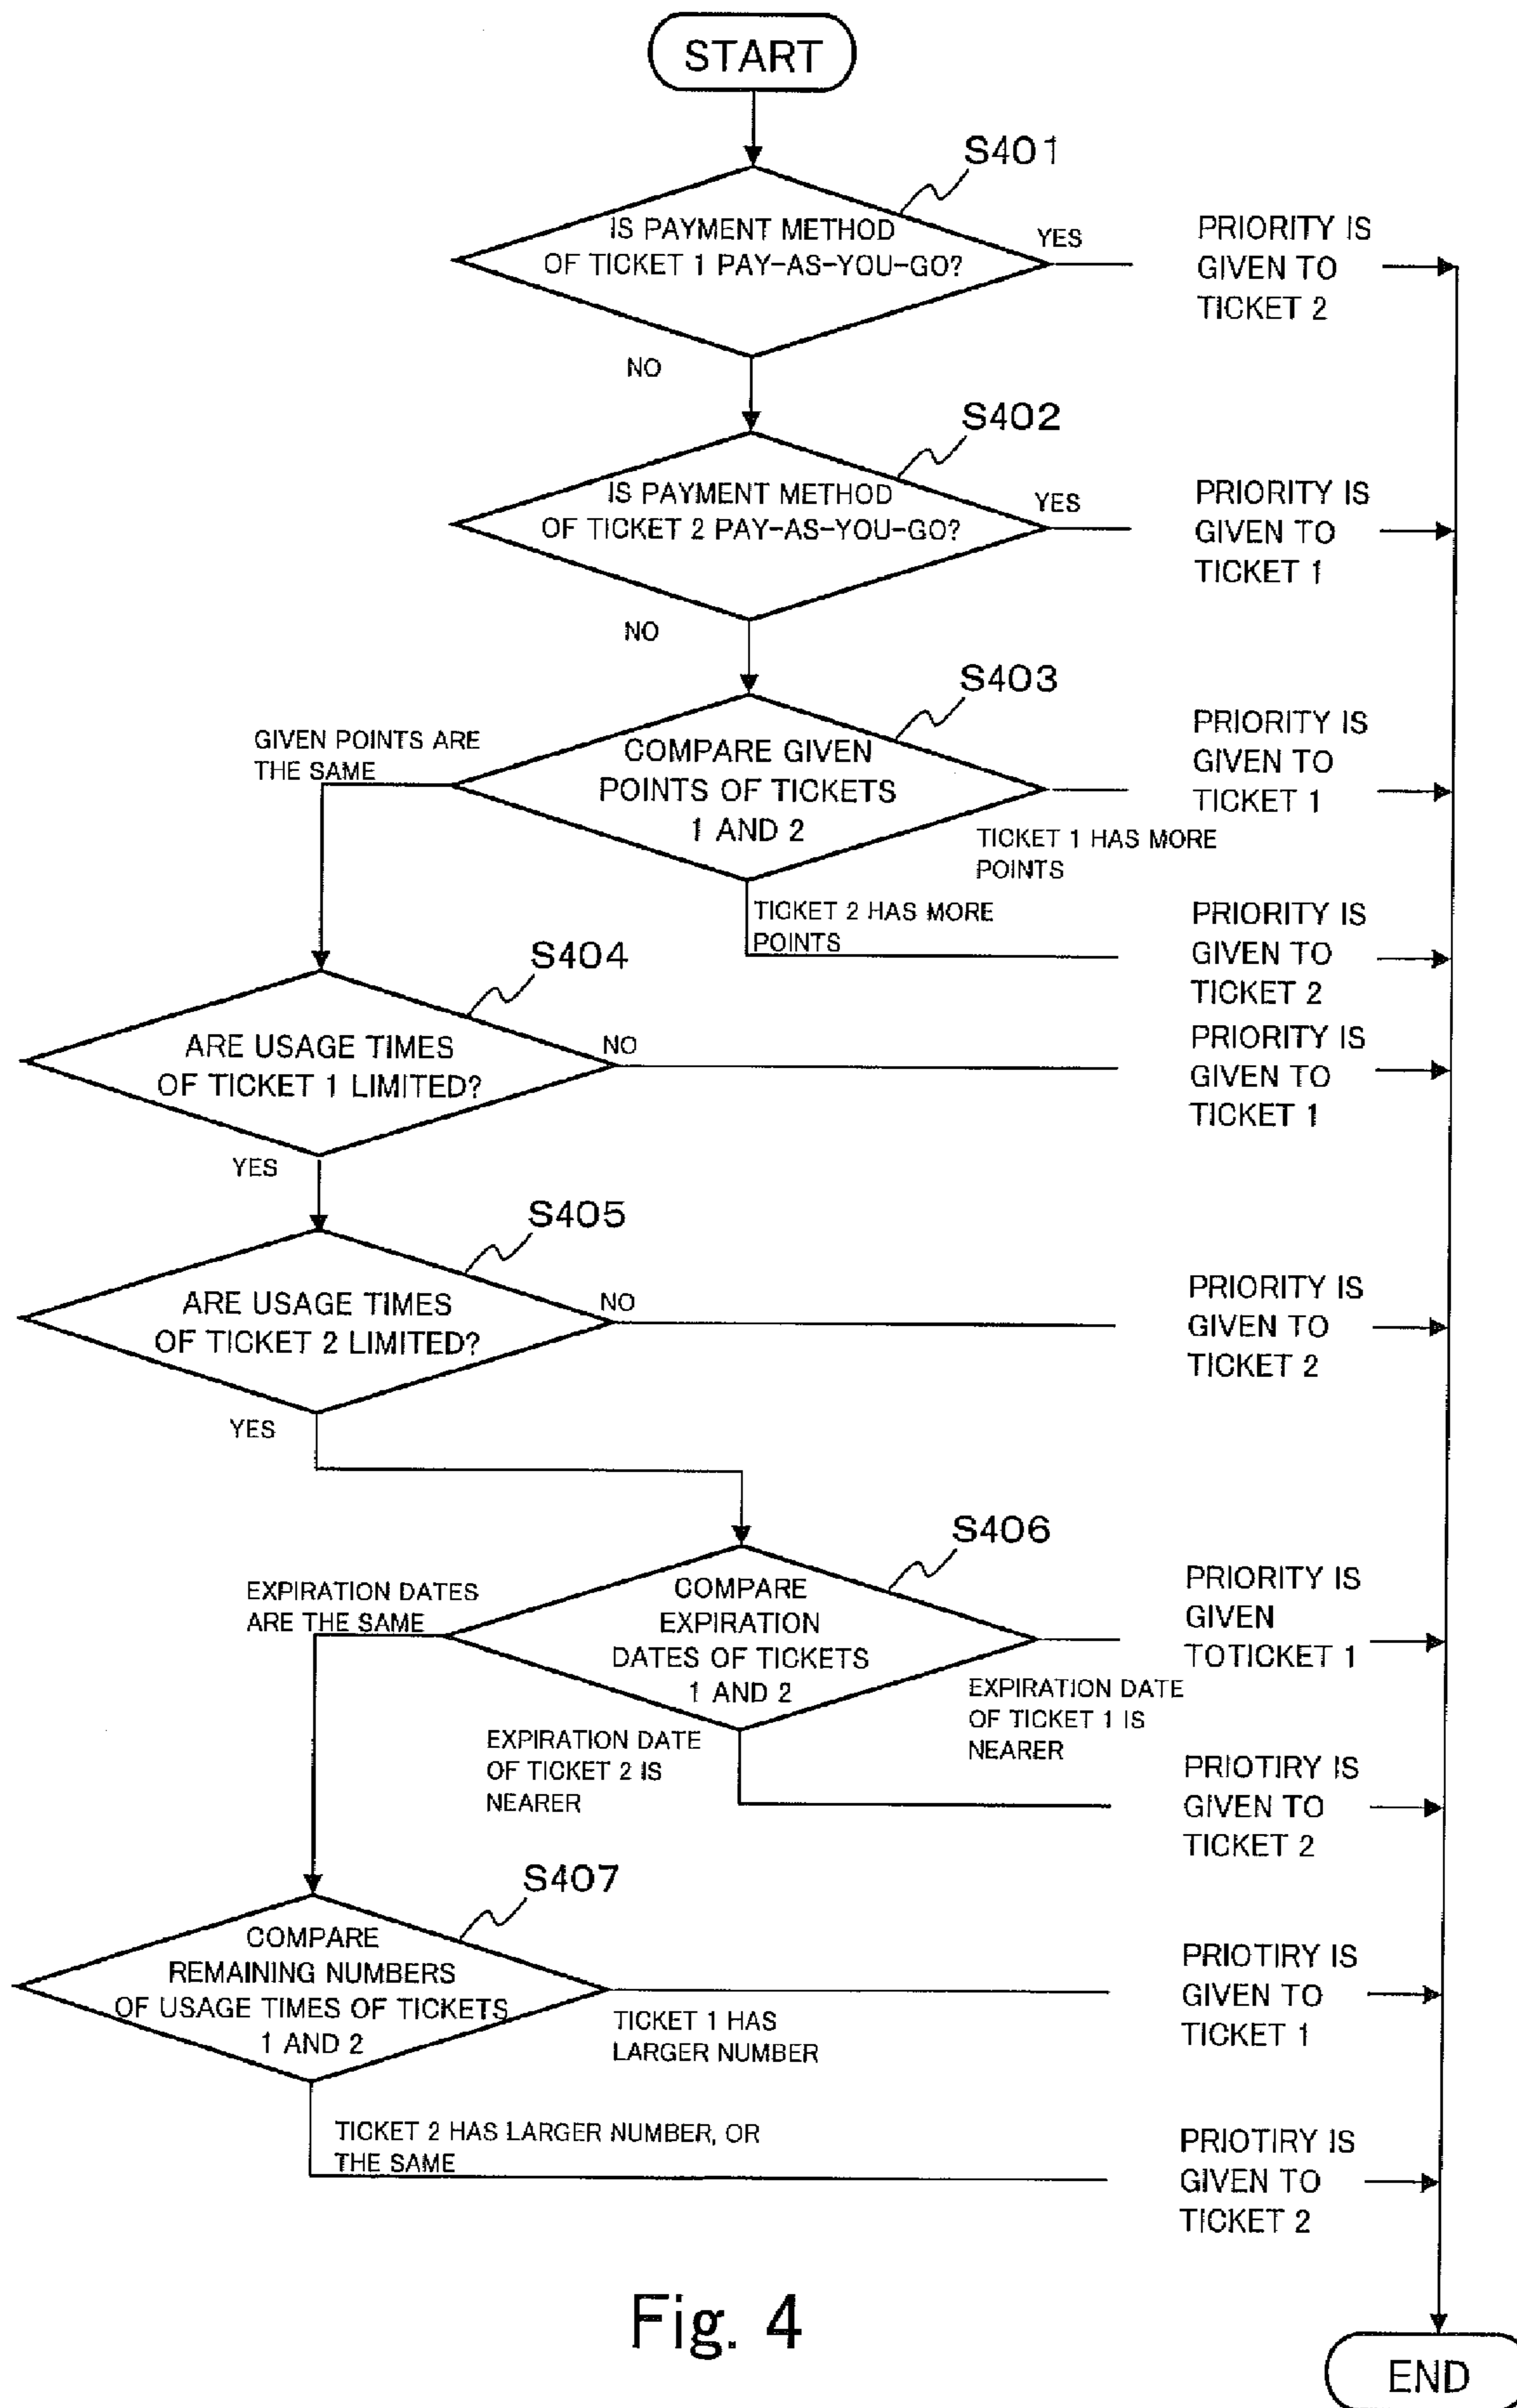 START
S401
IS PAYMENT METHOD
OF TICKET 1 PAY-AS-YOU-GO?
YES
PRIORITY IS
GIVEN TO
TICKET 2
NO
S402
IS PAYMENT METHOD
OF TICKET 2 PAY-AS-YOU-GO?
YES
PRIORITY IS
GIVEN TO
TICKET 1
NO
S403
GIVEN POINTS ARE
THE SAME
COMPARE GIVEN
POINTS OF TICKETS
1 AND 2
PRIORITY IS
GIVEN TO
TICKET 1
TICKET 1 HAS MORE
POINTS
TICKET 2 HAS MORE
POINTS
PRIORITY IS
GIVEN TO
TICKET 2
S404
ARE USAGE TIMES
OF TICKET 1 LIMITED?
NO
PRIORITY IS
GIVEN TO
TICKET 1
YES
S405
ARE USAGE TIMES
OF TICKET 2 LIMITED?
NO
PRIORITY IS
GIVEN TO
TICKET 2
YES
S406
EXPIRATION DATES
ARE THE SAME
COMPARE
EXPIRATION
DATES OF TICKETS
1 AND 2
PRIORITY IS
GIVEN
TOTICKET 1
EXPIRATION DATE
OF TICKET 1 IS
NEARER
EXPIRATION DATE
OF TICKET 2 IS
NEARER
PRIOTIRY IS
GIVEN TO
TICKET 2
S407
COMPARE
REMAINING NUMBERS
OF USAGE TIMES OF TICKETS
1 AND 2
TICKET 1 HAS
LARGER NUMBER
PRIOTIRY IS
GIVEN TO
TICKET 1
TICKET 2 HAS LARGER NUMBER, OR
THE SAME
PRIOTIRY IS
GIVEN TO
TICKET 2
Fig. 4
END